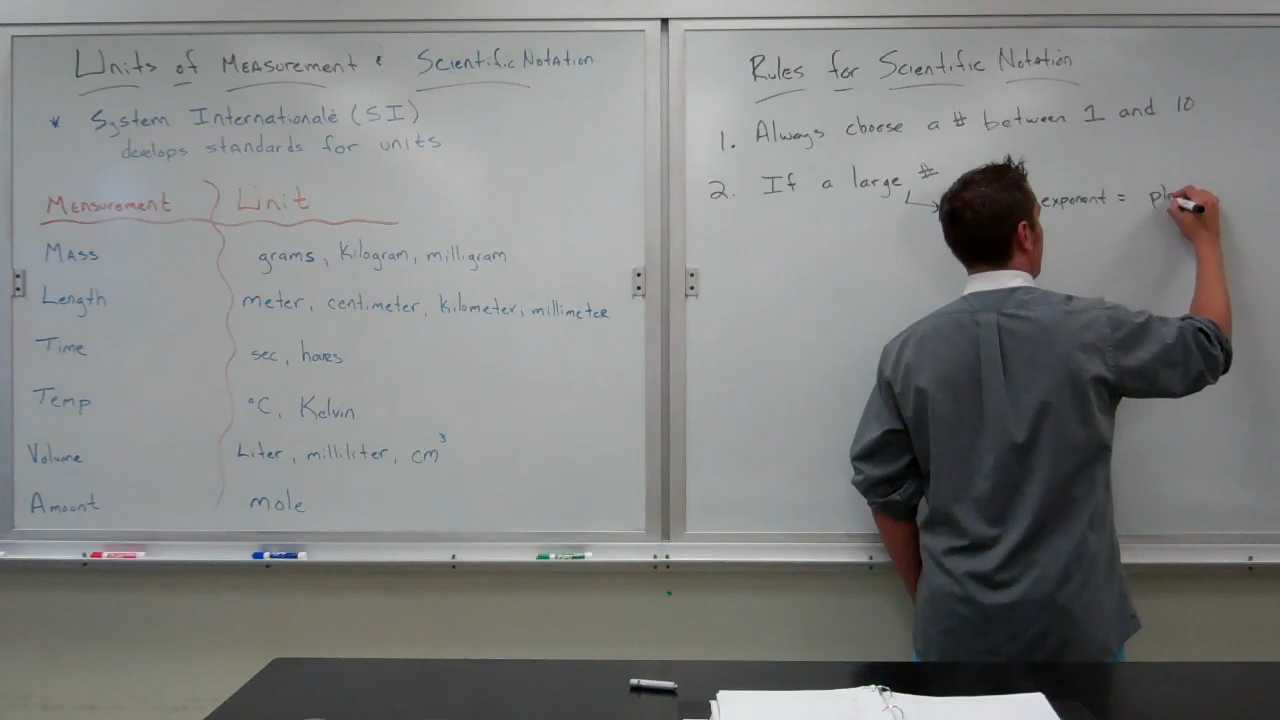 Units of Measurement & Scientific Notation
* System Internationale (SI)
develops standards for units
Measurement Unit
Mass grams, Kilogram, milligram
Length meter, centimeter, Kilometer, millimeter
Time sec, hours
Temp °C, Kelvin
Volume Liter, milliliter, cm³
Amount mole
Rules for Scientific Notation
1. Always choose a # between 1 and 10
2. If a large #
exponent =